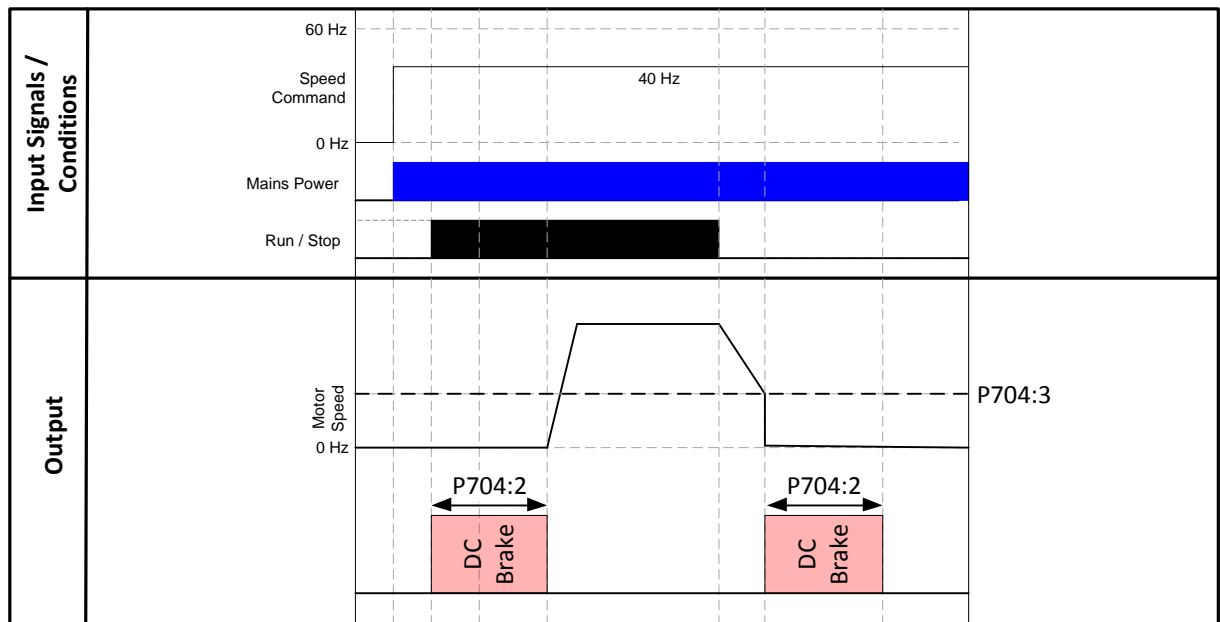 Input Signals /
Conditions
60 Hz
Speed
Command
40 Hz
0 Hz
Mains Power
Run / Stop
Output
Motor
Speed
P704:3
0 Hz
P704:2
P704:2
DC
Brake
DC
Brake